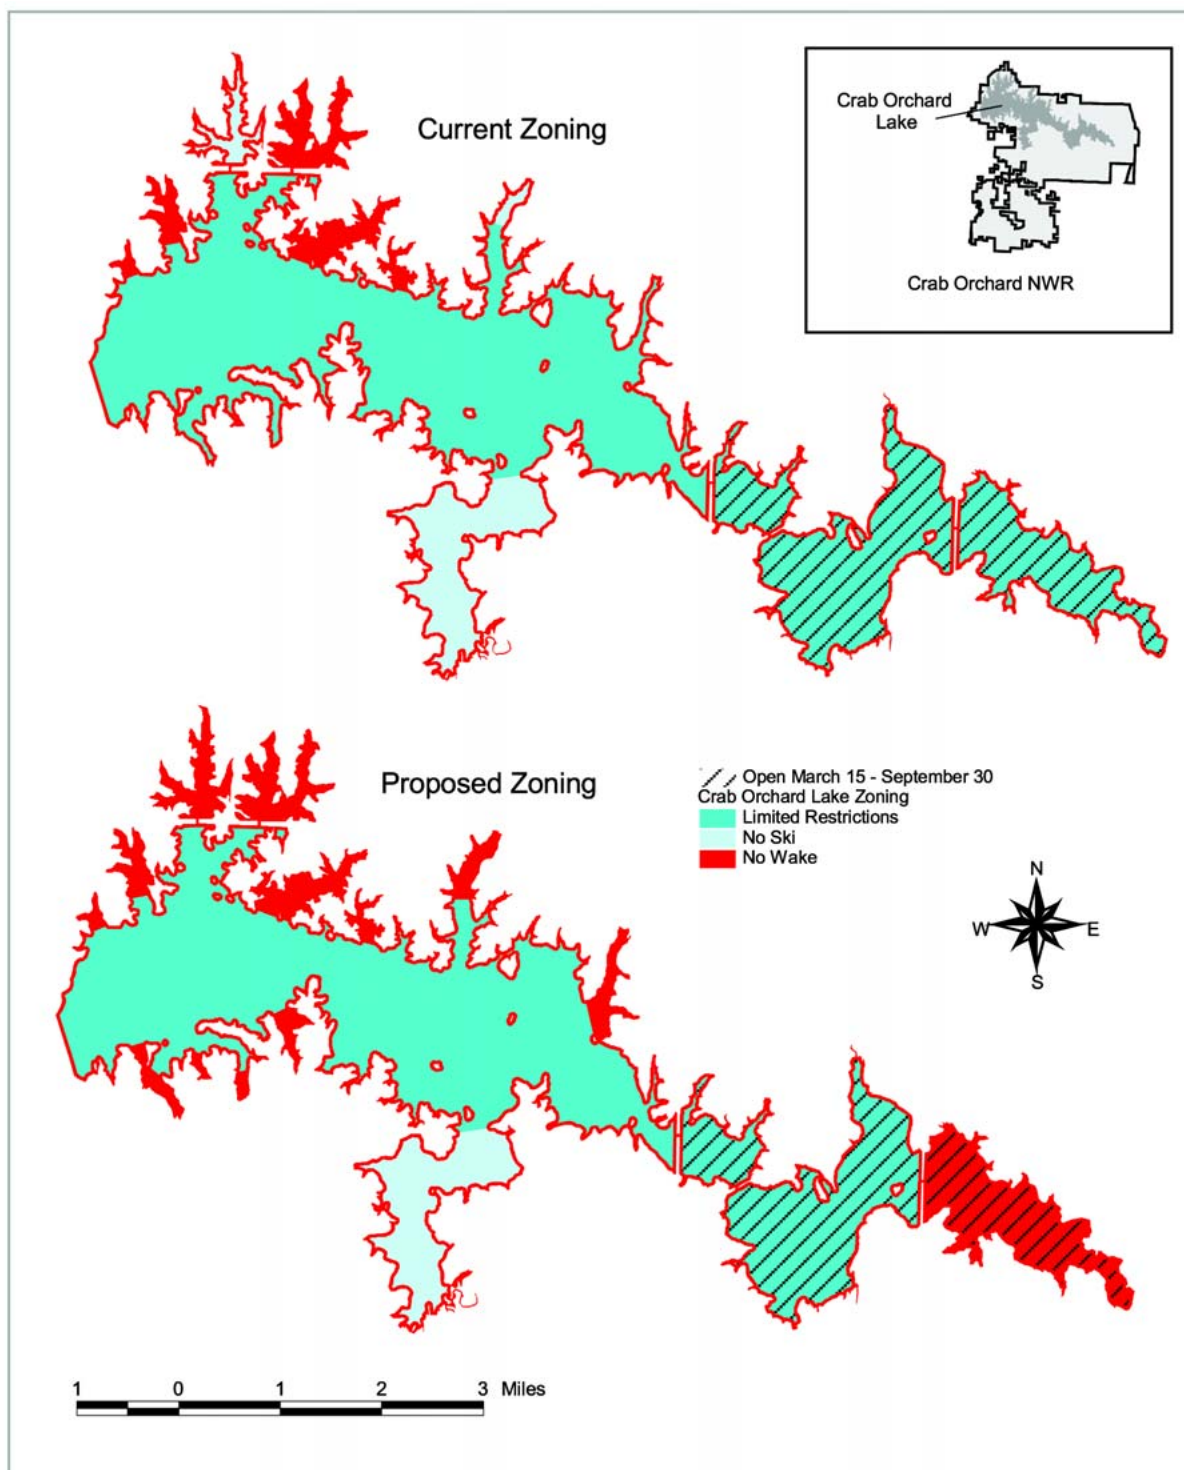 Current Zoning
Crab Orchard
Lake
Crab Orchard NWR
Proposed Zoning
Open March 15 - September 30
Crab Orchard Lake Zoning
Limited Restrictions
No Ski
No Wake
N
W E
S
1 0 1 2 3 Miles